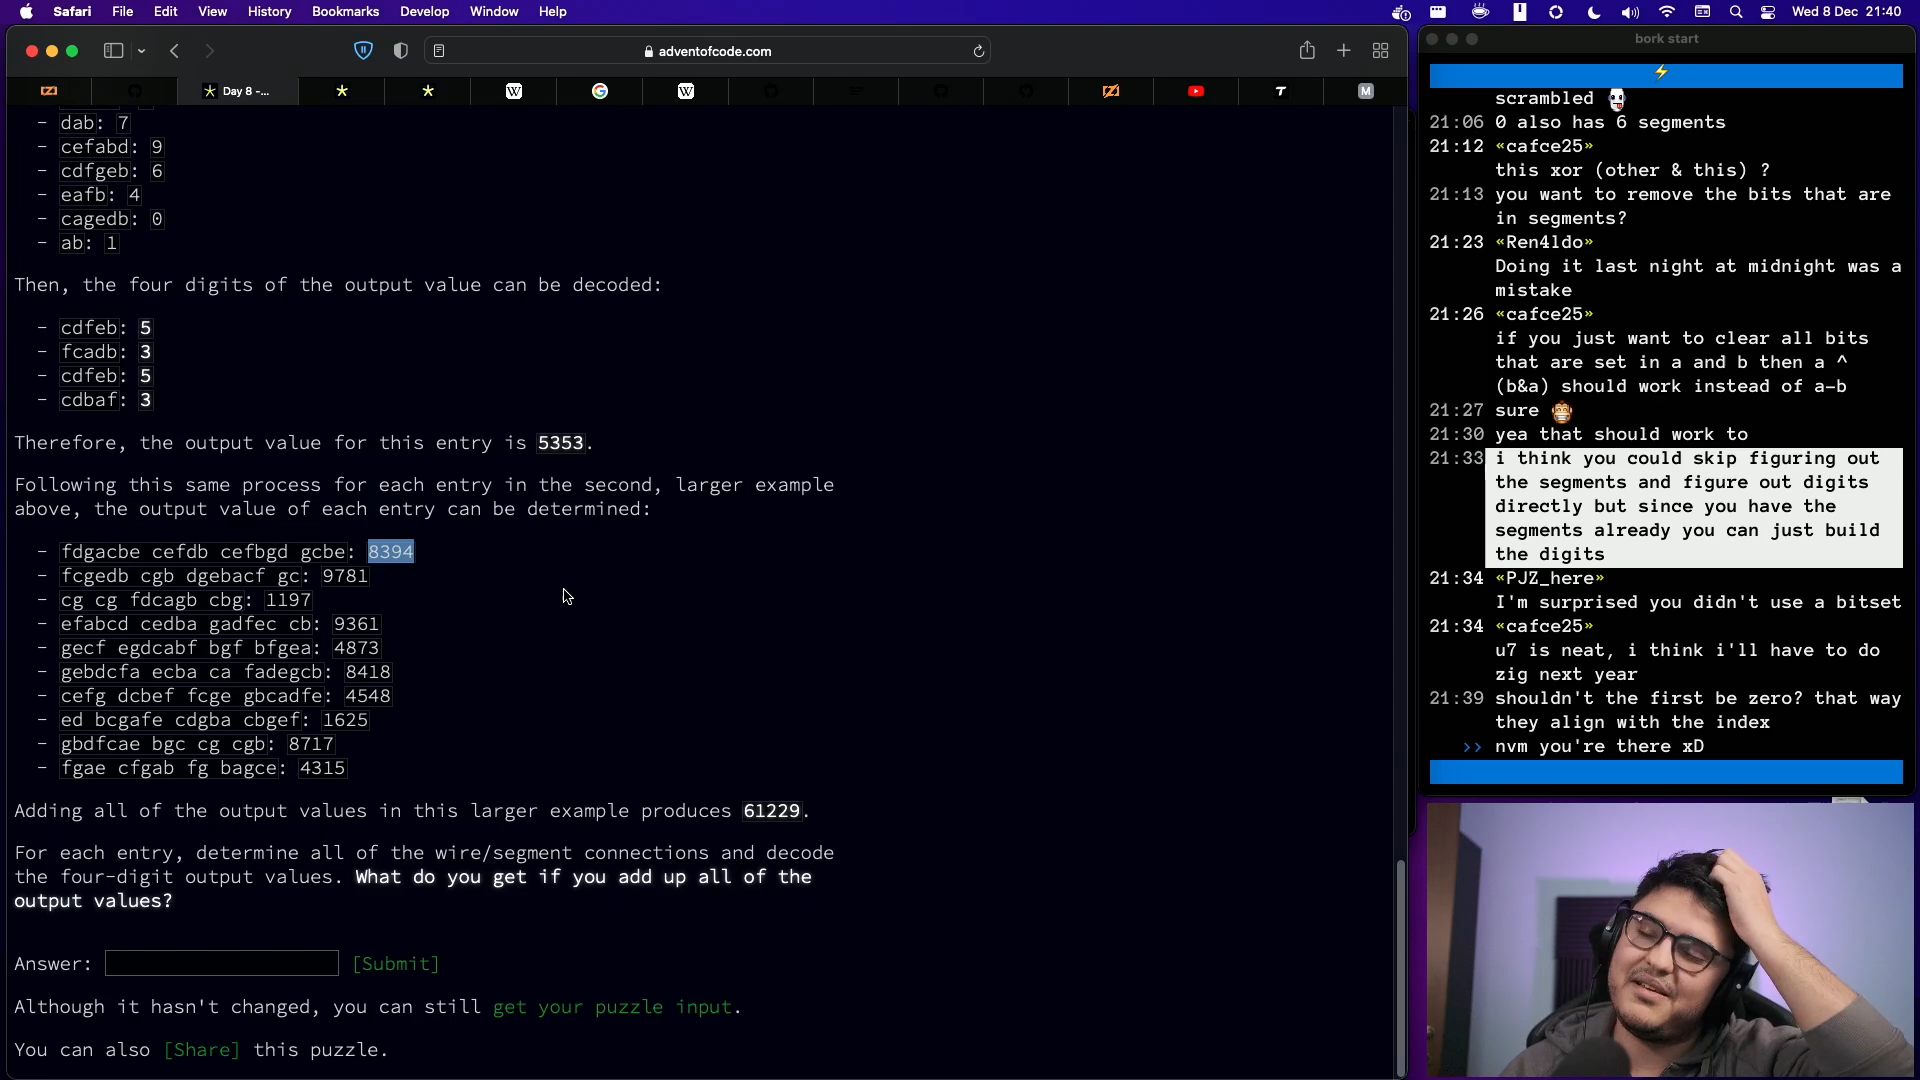 Safari File Edit View History Bookmarks Develop Window Help
Wed 8 Dec 21:40
adventofcode.com
Day 8 -...
W
G
W
T
M
- dab: 7
- cefabd: 9
- cdfgeb: 6
- eafb: 4
- cagedb: 0
- ab: 1
Then, the four digits of the output value can be decoded:
- cdfeb: 5
- fcadb: 3
- cdfeb: 5
- cdbaf: 3
Therefore, the output value for this entry is 5353.
Following this same process for each entry in the second, larger example
above, the output value of each entry can be determined:
- fdgacbe cefdb cefbgd gcbe: 8394
- fcgedb cgb dgebacf gc: 9781
- cg cg fdcagb cbg: 1197
- efabcd cedba gadfec cb: 9361
- gecf egdcabf bgf bfgea: 4873
- gebdcfa ecba ca fadegcb: 8418
- cefg dcbef fcge gbcadfe: 4548
- ed bcgafe cdgba cbgef: 1625
- gbdfcae bgc cg cgb: 8717
- fgae cfgab fg bagce: 4315
Adding all of the output values in this larger example produces 61229.
For each entry, determine all of the wire/segment connections and decode
the four-digit output values. What do you get if you add up all of the
output values?
Answer: [Submit]
Although it hasn't changed, you can still get your puzzle input.
You can also [Share] this puzzle.
bork start
scrambled
21:06 0 also has 6 segments
21:12 «cafce25»
this xor (other & this) ?
21:13 you want to remove the bits that are
in segments?
21:23 «Ren4ldo»
Doing it last night at midnight was a
mistake
21:26 «cafce25»
if you just want to clear all bits
that are set in a and b then a ^
(b&a) should work instead of a-b
21:27 sure
21:30 yea that should work to
21:33 i think you could skip figuring out
the segments and figure out digits
directly but since you have the
segments already you can just build
the digits
21:34 «PJZ_here»
I'm surprised you didn't use a bitset
21:34 «cafce25»
u7 is neat, i think i'll have to do
zig next year
21:39 shouldn't the first be zero? that way
they align with the index
>> nvm you're there xD